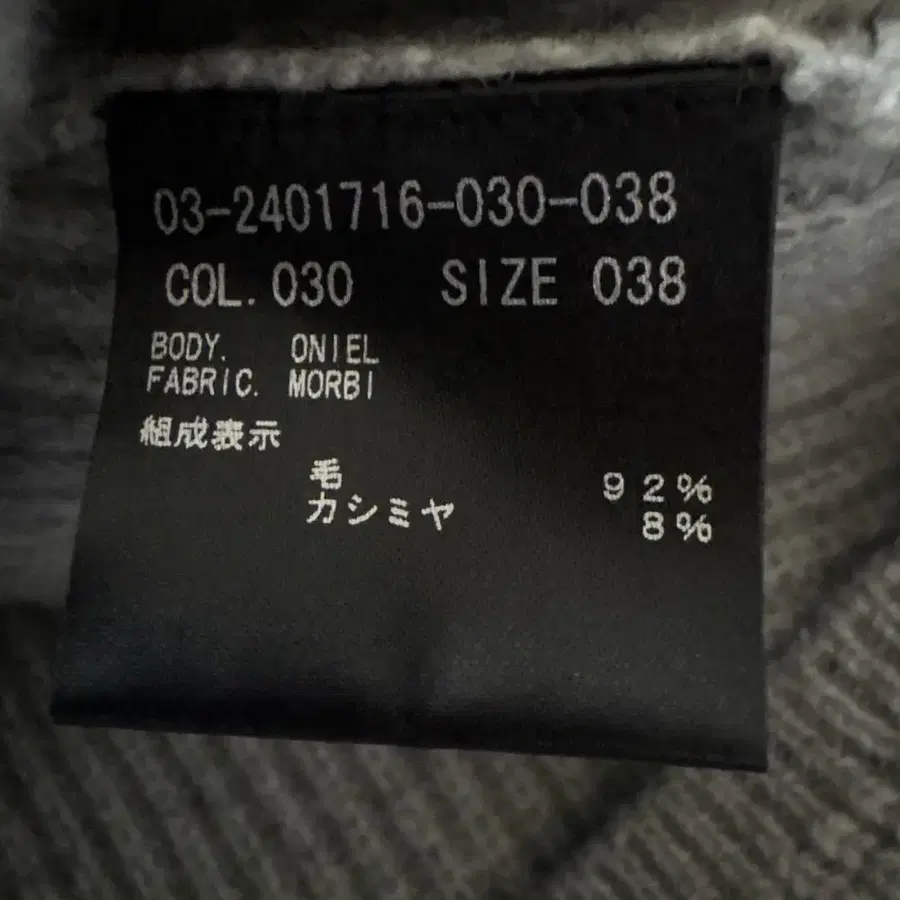 03-2401716-030-038
COL. 030 SIZE 038
BODY. ONIEL
FABRIC. MORBI
組成表示
毛 92%
カシミヤ 8%